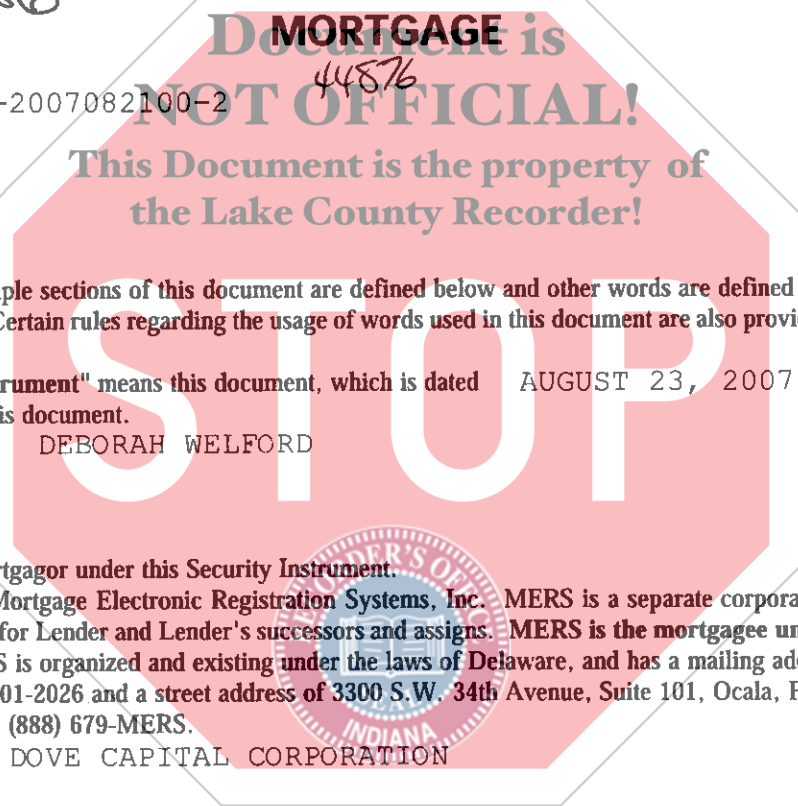 Document is
MORTGAGE
44876
-2007082100-2
NOT OFFICIAL!
This Document is the property of
the Lake County Recorder!
STOP
ple sections of this document are defined below and other words are defined
Certain rules regarding the usage of words used in this document are also provi
rument" means this document, which is dated AUGUST 23, 2007
is document.
DEBORAH WELFORD
rtgagor under this Security Instrument.
Mortgage Electronic Registration Systems, Inc. MERS is a separate corpora
for Lender and Lender's successors and assigns. MERS is the mortgagee un
S is organized and existing under the laws of Delaware, and has a mailing ad
01-2026 and a street address of 3300 S.W. 34th Avenue, Suite 101, Ocala, F
(888) 679-MERS.
INDIANA
DOVE CAPITAL CORPORATION